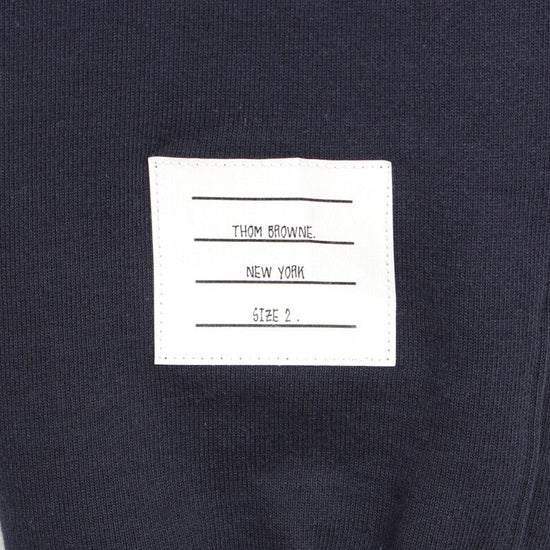 THOM BROWNE.
NEW YORK
SIZE 2 .